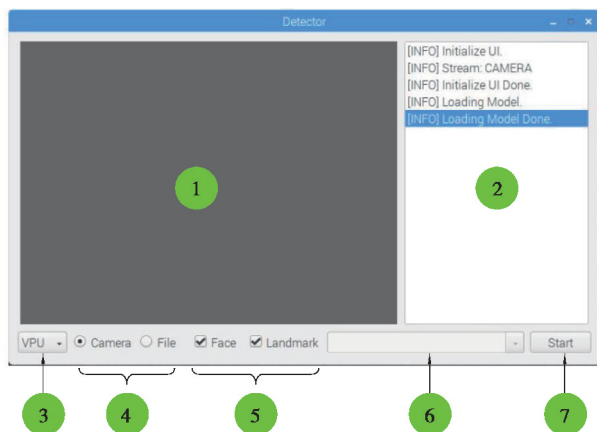 Detector
[INFO] Initialize UI.
[INFO] Stream: CAMERA
[INFO] Initialize UI Done.
[INFO] Loading Model.
[INFO] Loading Model Done.
1
2
VPU Camera File Face Landmark Start
3 4 5 6 7